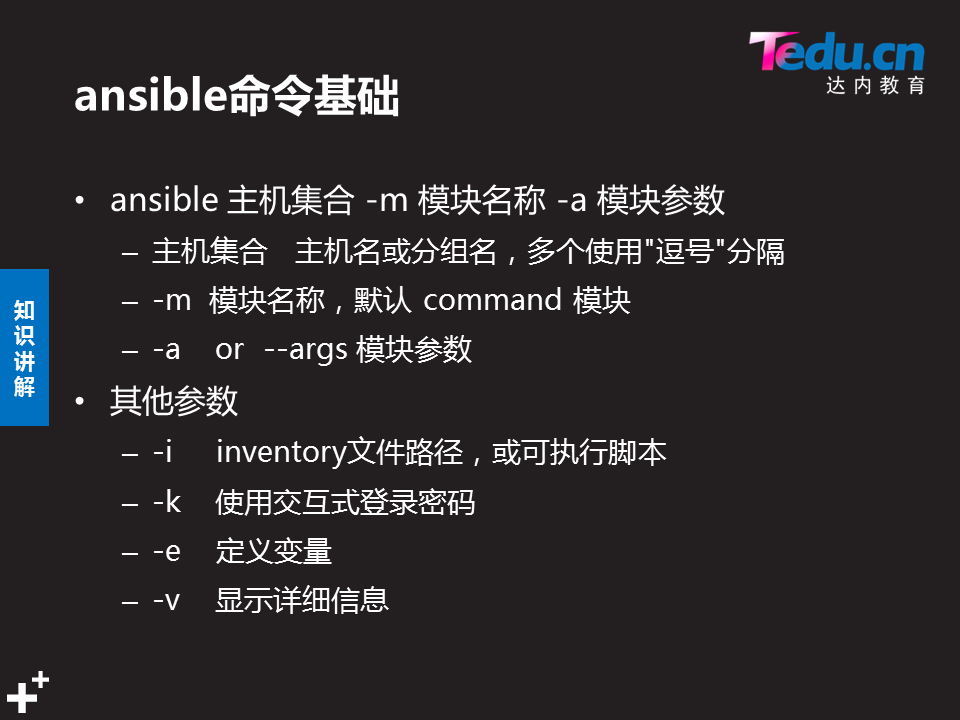 Tedu.cn
达内教育
ansible命令基础
• ansible 主机集合 -m 模块名称 -a 模块参数
– 主机集合 主机名或分组名，多个使用"逗号"分隔
– -m 模块名称，默认 command 模块
– -a or --args 模块参数
• 其他参数
– -i inventory文件路径，或可执行脚本
– -k 使用交互式登录密码
– -e 定义变量
– -v 显示详细信息
知识讲解